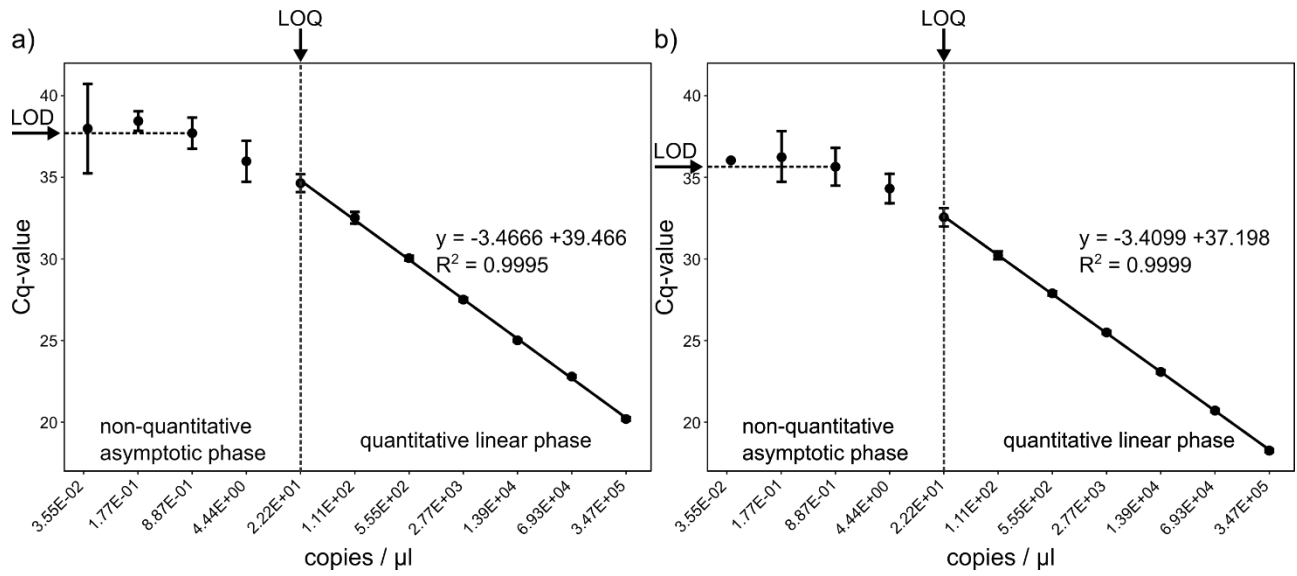 a)
LOQ
LOD
Cq-value
40
35
30
25
20
y = -3.4666 +39.466
R² = 0.9995
non-quantitative
asymptotic phase
quantitative linear phase
3.55E-02
1.77E-01
8.87E-01
4.44E+00
2.22E+01
1.11E+02
5.55E+02
2.77E+03
1.39E+04
6.93E+04
3.47E+05
copies / µl
b)
LOQ
LOD
Cq-value
40
35
30
25
20
y = -3.4099 +37.198
R² = 0.9999
non-quantitative
asymptotic phase
quantitative linear phase
3.55E-02
1.77E-01
8.87E-01
4.44E+00
2.22E+01
1.11E+02
5.55E+02
2.77E+03
1.39E+04
6.93E+04
3.47E+05
copies / µl